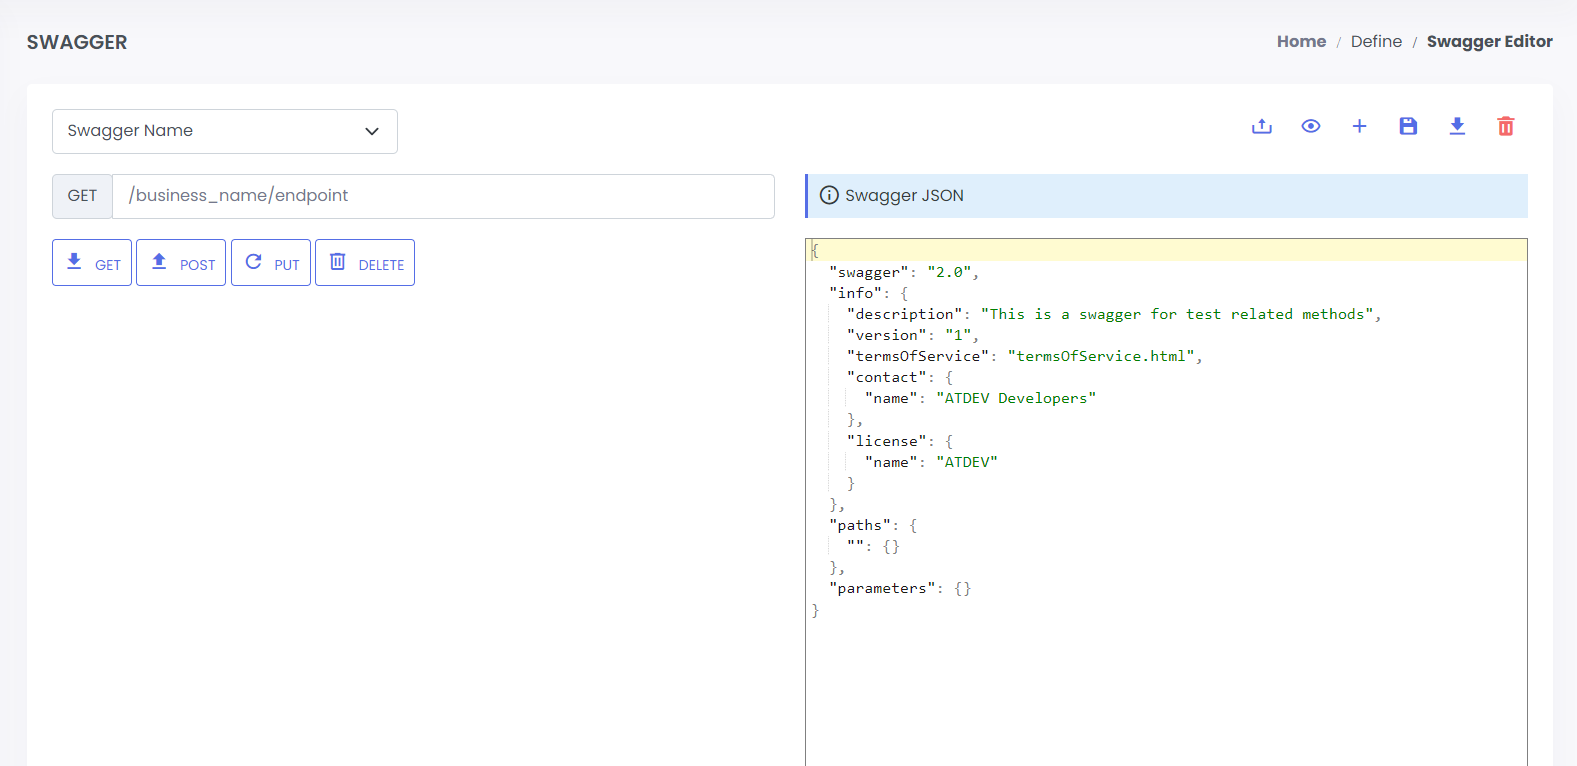 SWAGGER
Home / Define / Swagger Editor
Swagger Name
GET /business_name/endpoint
GET POST PUT DELETE
Swagger JSON
{
  "swagger": "2.0",
  "info": {
    "description": "This is a swagger for test related methods",
    "version": "1",
    "termsOfService": "termsOfService.html",
    "contact": {
      "name": "ATDEV Developers"
    },
    "license": {
      "name": "ATDEV"
    }
  },
  "paths": {
    "": {}
  },
  "parameters": {}
}